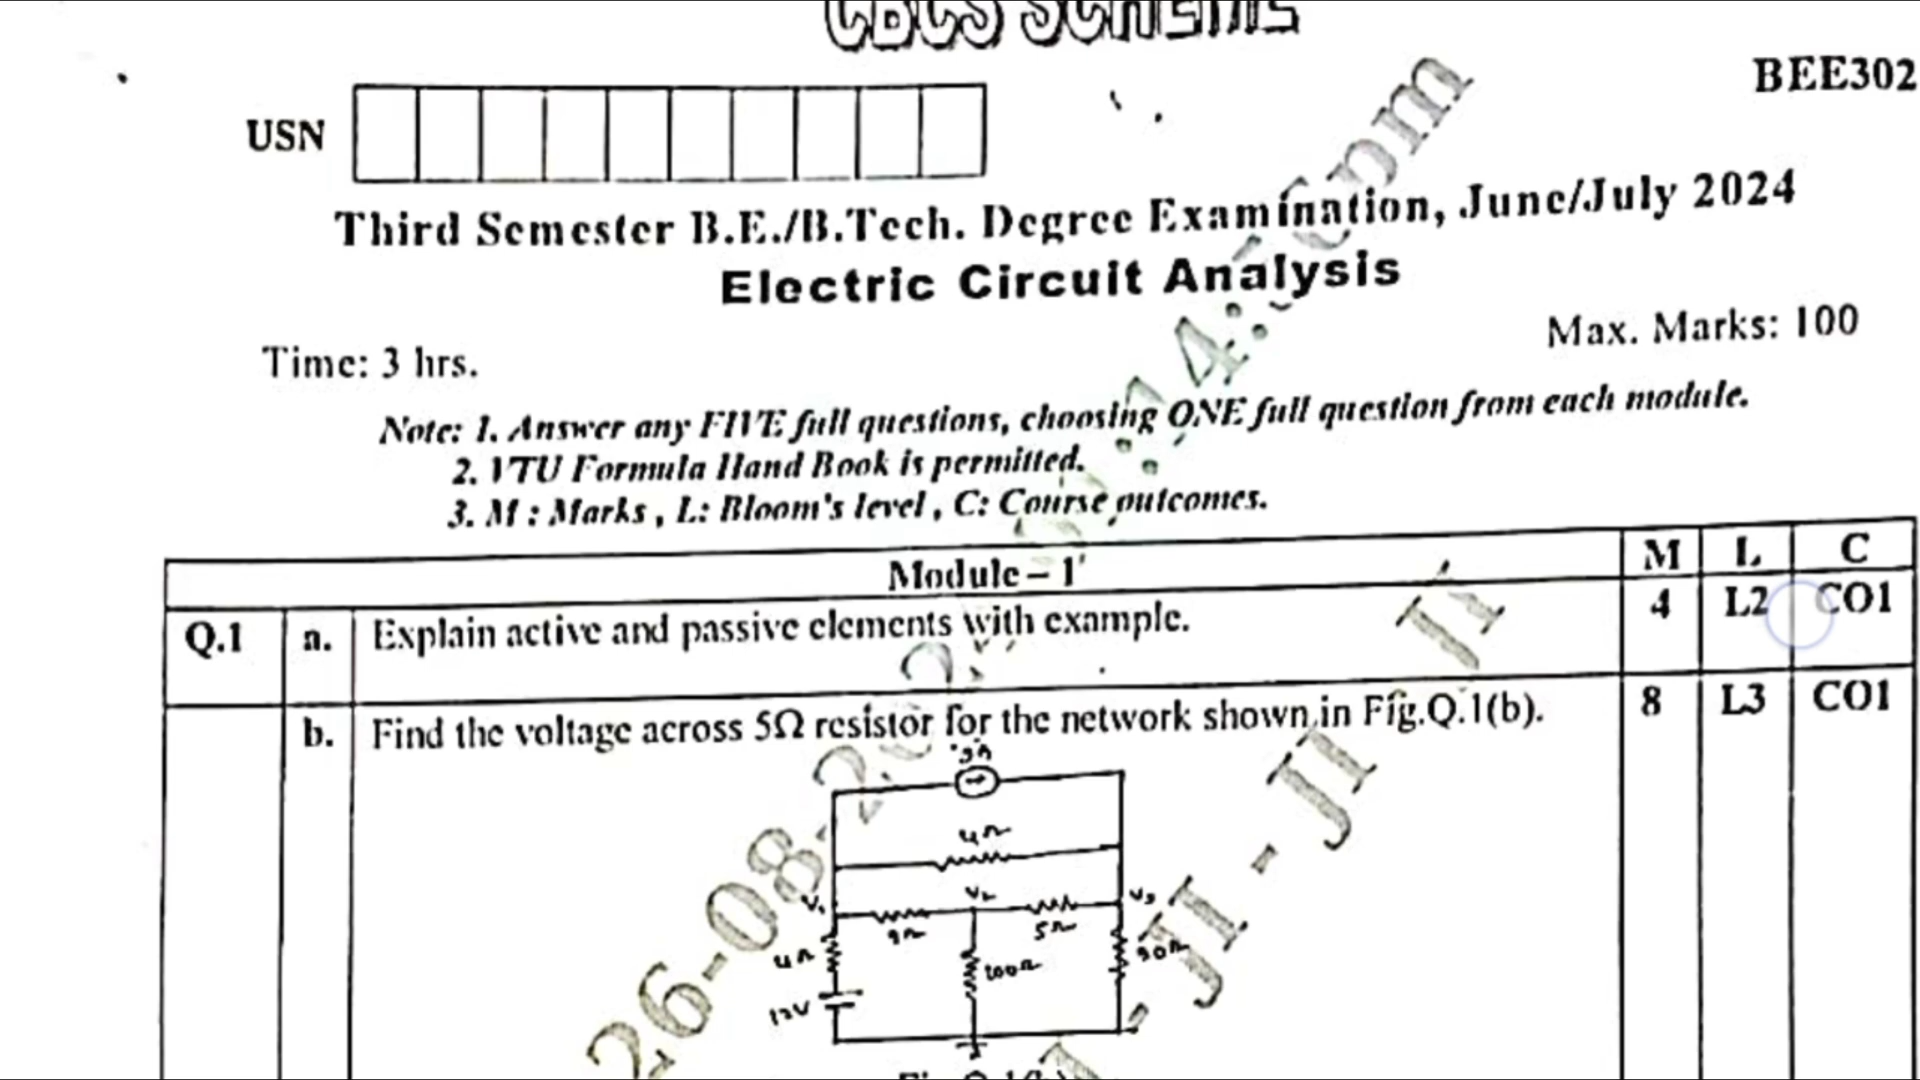 CBCS SCHEME
BEE302
USN
Third Semester B.E./B.Tech. Degree Examination, June/July 2024
Electric Circuit Analysis
Time: 3 hrs.
Max. Marks: 100
Note: 1. Answer any FIVE full questions, choosing ONE full question from each module.
2. VTU Formula Hand Book is permitted.
3. M : Marks , L: Bloom's level , C: Course outcomes.
Module – 1
M L C
Q.1 a. Explain active and passive elements with example. 4 L2 CO1
b. Find the voltage across 5Ω resistor for the network shown in Fig.Q.1(b). 8 L3 CO1
4Ω
V₁ V₂ V₃
9Ω 5Ω
4Ω 100Ω
12V
26-08-